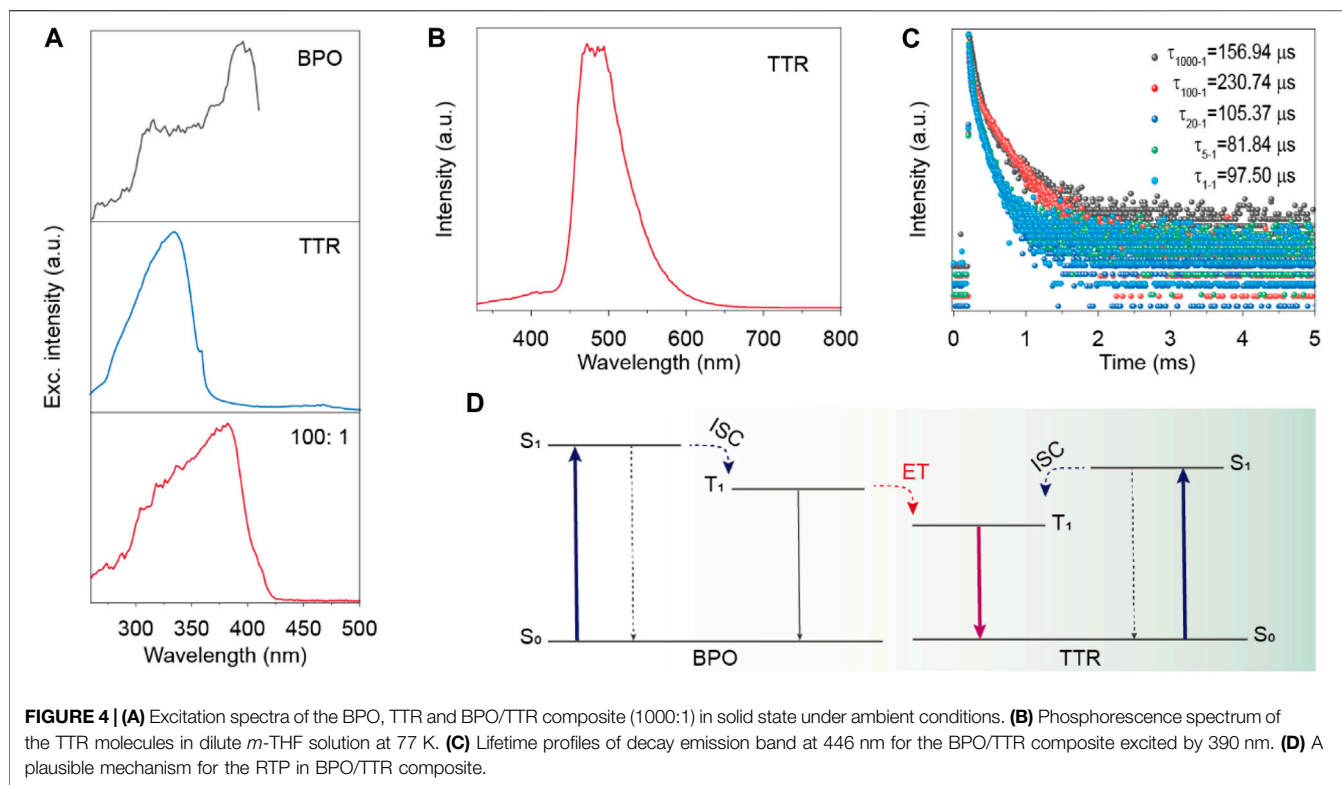 A
BPO
TTR
100: 1
Exc. intensity (a.u.)
300 350 400 450 500
Wavelength (nm)
B
TTR
Intensity (a.u.)
400 500 600 700 800
Wavelength (nm)
C
τ1000-1=156.94 μs
τ100-1=230.74 μs
τ20-1=105.37 μs
τ5-1=81.84 μs
τ1-1=97.50 μs
Intensity (a.u.)
0 1 2 3 4 5
Time (ms)
D
S₁
ISC
T₁
ET
ISC
S₁
T₁
S₀
BPO
TTR
S₀
FIGURE 4 | (A) Excitation spectra of the BPO, TTR and BPO/TTR composite (1000:1) in solid state under ambient conditions. (B) Phosphorescence spectrum of
the TTR molecules in dilute m-THF solution at 77 K. (C) Lifetime profiles of decay emission band at 446 nm for the BPO/TTR composite excited by 390 nm. (D) A
plausible mechanism for the RTP in BPO/TTR composite.